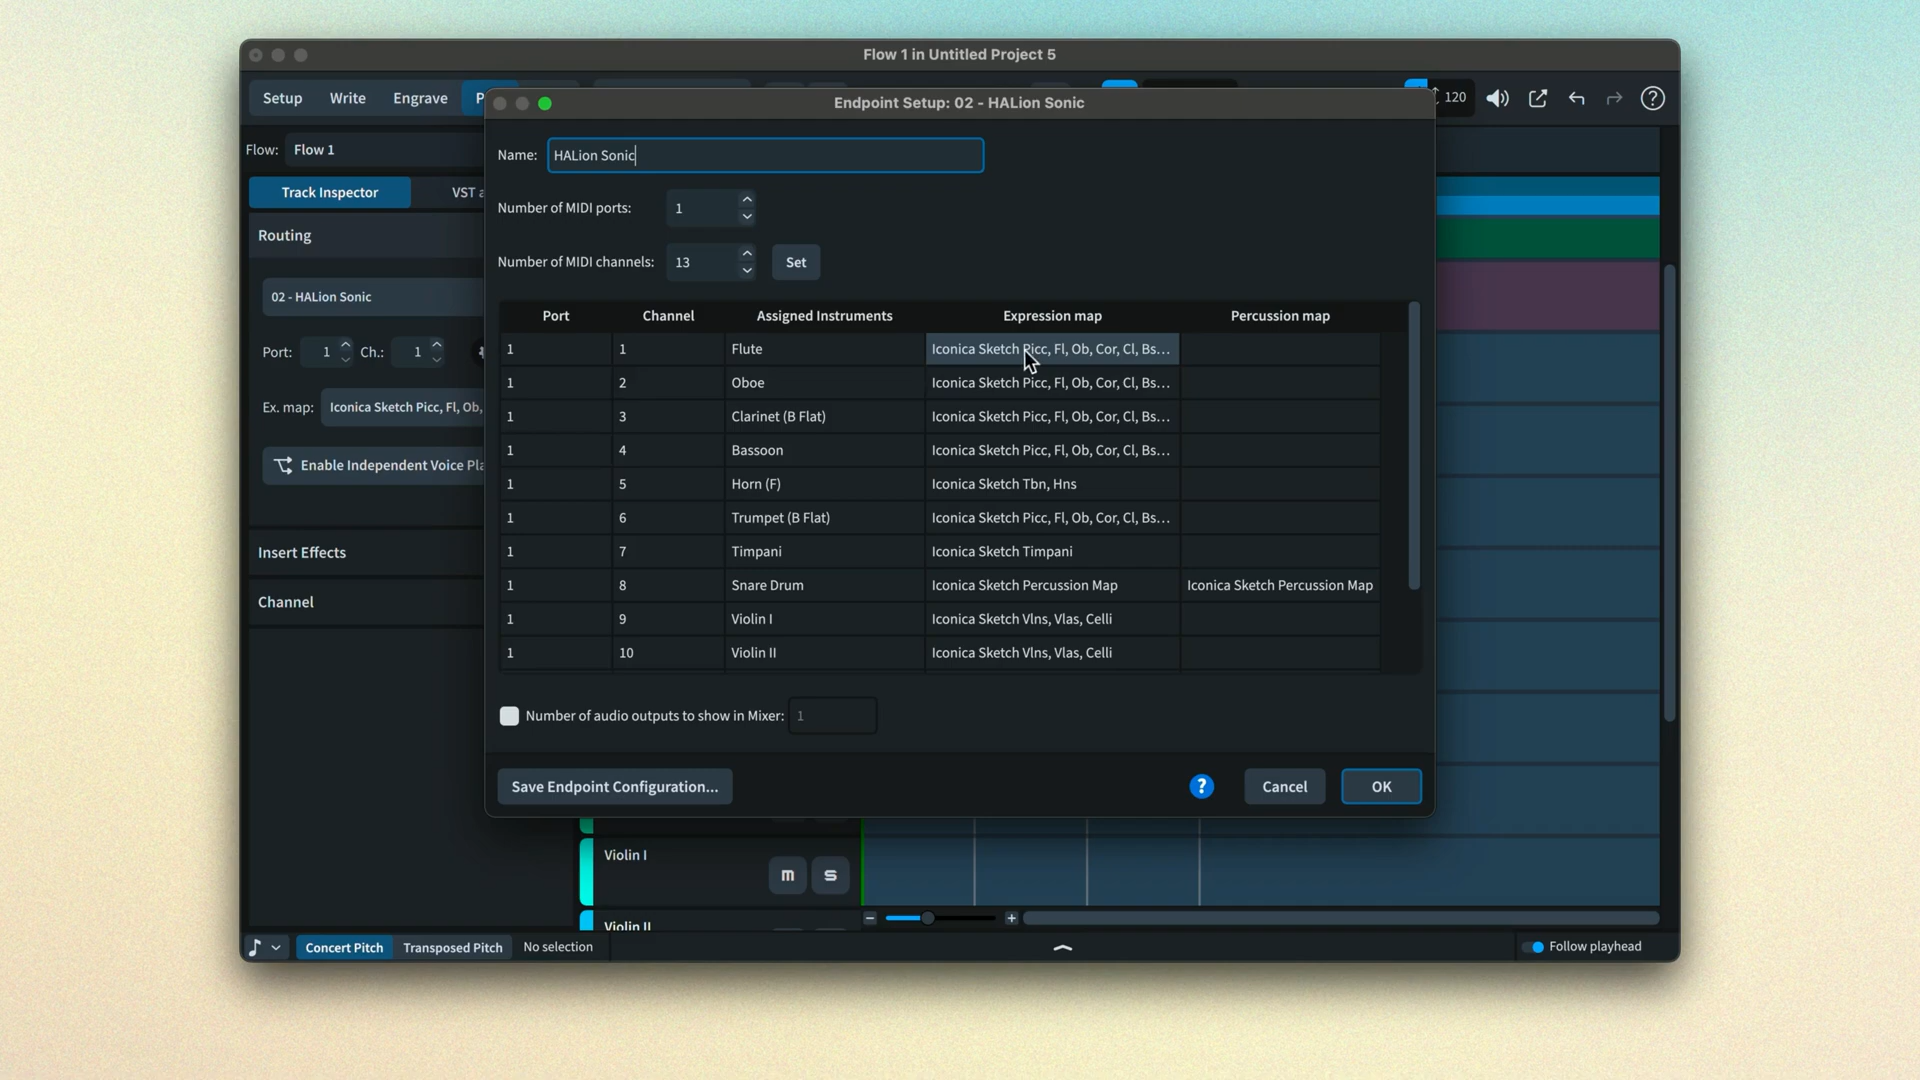 Flow 1 in Untitled Project 5
Setup Write Engrave P 120
Endpoint Setup: 02 - HALion Sonic
Flow: Flow 1
Name: HALion Sonic
Track Inspector VST a
Number of MIDI ports: 1
Routing
Number of MIDI channels: 13 Set
02 - HALion Sonic
Port Channel Assigned Instruments Expression map Percussion map
Port: 1 Ch.: 1
1 1 Flute Iconica Sketch Picc, Fl, Ob, Cor, Cl, Bs...
1 2 Oboe Iconica Sketch Picc, Fl, Ob, Cor, Cl, Bs...
Ex. map: Iconica Sketch Picc, Fl, Ob,
1 3 Clarinet (B Flat) Iconica Sketch Picc, Fl, Ob, Cor, Cl, Bs...
1 4 Bassoon Iconica Sketch Picc, Fl, Ob, Cor, Cl, Bs...
Enable Independent Voice Pla
1 5 Horn (F) Iconica Sketch Tbn, Hns
1 6 Trumpet (B Flat) Iconica Sketch Picc, Fl, Ob, Cor, Cl, Bs...
Insert Effects
1 7 Timpani Iconica Sketch Timpani
1 8 Snare Drum Iconica Sketch Percussion Map Iconica Sketch Percussion Map
Channel
1 9 Violin I Iconica Sketch Vlns, Vlas, Celli
1 10 Violin II Iconica Sketch Vlns, Vlas, Celli
Number of audio outputs to show in Mixer: 1
Save Endpoint Configuration... ? Cancel OK
Violin I
m s
Violin II
Concert Pitch Transposed Pitch No selection Follow playhead